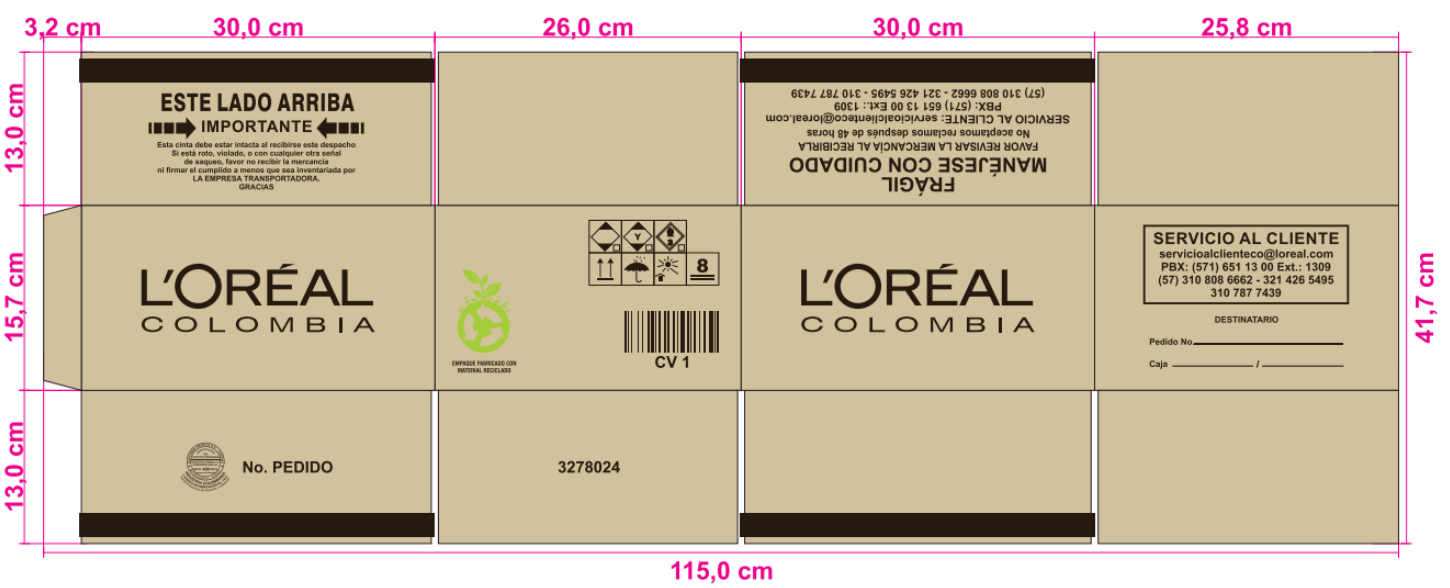 3,2 cm
30,0 cm
26,0 cm
30,0 cm
25,8 cm
13,0 cm
15,7 cm
13,0 cm
41,7 cm
115,0 cm
ESTE LADO ARRIBA
IMPORTANTE
Esta cinta debe estar intacta al recibirse este despacho
Si está roto, violado, o con cualquier otra señal
de saqueo, favor no recibir la mercancia
ni firmar el cumplido a menos que sea inventariada por
LA EMPRESA TRANSPORTADORA.
GRACIAS
FRÁGIL
MANÉJESE CON CUIDADO
FAVOR REVISAR LA MERCANCÍA AL RECIBIRLA
No aceptamos reclamos después de 48 horas
SERVICIO AL CLIENTE: servicioalclienteco@loreal.com
PBX: (571) 651 13 00 Ext.: 1309
(57) 310 808 6662 - 321 426 5495 - 310 787 7439
L'ORÉAL
COLOMBIA
EMPAQUE FABRICADO CON
MATERIAL RECICLADO
Y
3
8
CV 1
L'ORÉAL
COLOMBIA
SERVICIO AL CLIENTE
servicioalclienteco@loreal.com
PBX: (571) 651 13 00 Ext.: 1309
(57) 310 808 6662 - 321 426 5495
310 787 7439
DESTINATARIO
Pedido No.
Caja /
No. PEDIDO
3278024